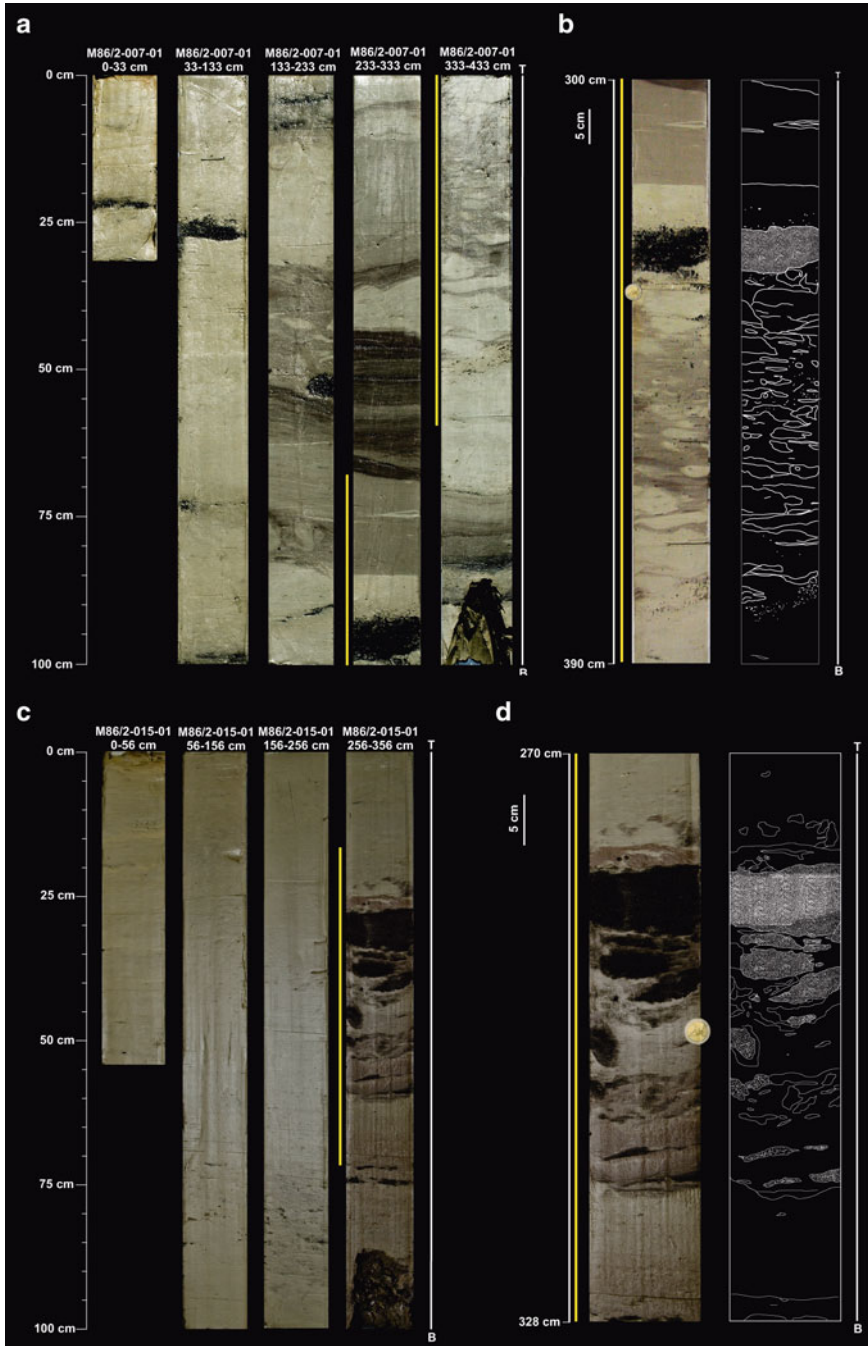 a
M86/2-007-01
0-33 cm
M86/2-007-01
33-133 cm
M86/2-007-01
133-233 cm
M86/2-007-01
233-333 cm
M86/2-007-01
333-433 cm
0 cm
25 cm
50 cm
75 cm
100 cm
T
B
b
300 cm
5 cm
390 cm
T
B
c
M86/2-015-01
0-56 cm
M86/2-015-01
56-156 cm
M86/2-015-01
156-256 cm
M86/2-015-01
256-356 cm
0 cm
25 cm
50 cm
75 cm
100 cm
T
B
d
270 cm
5 cm
328 cm
T
B